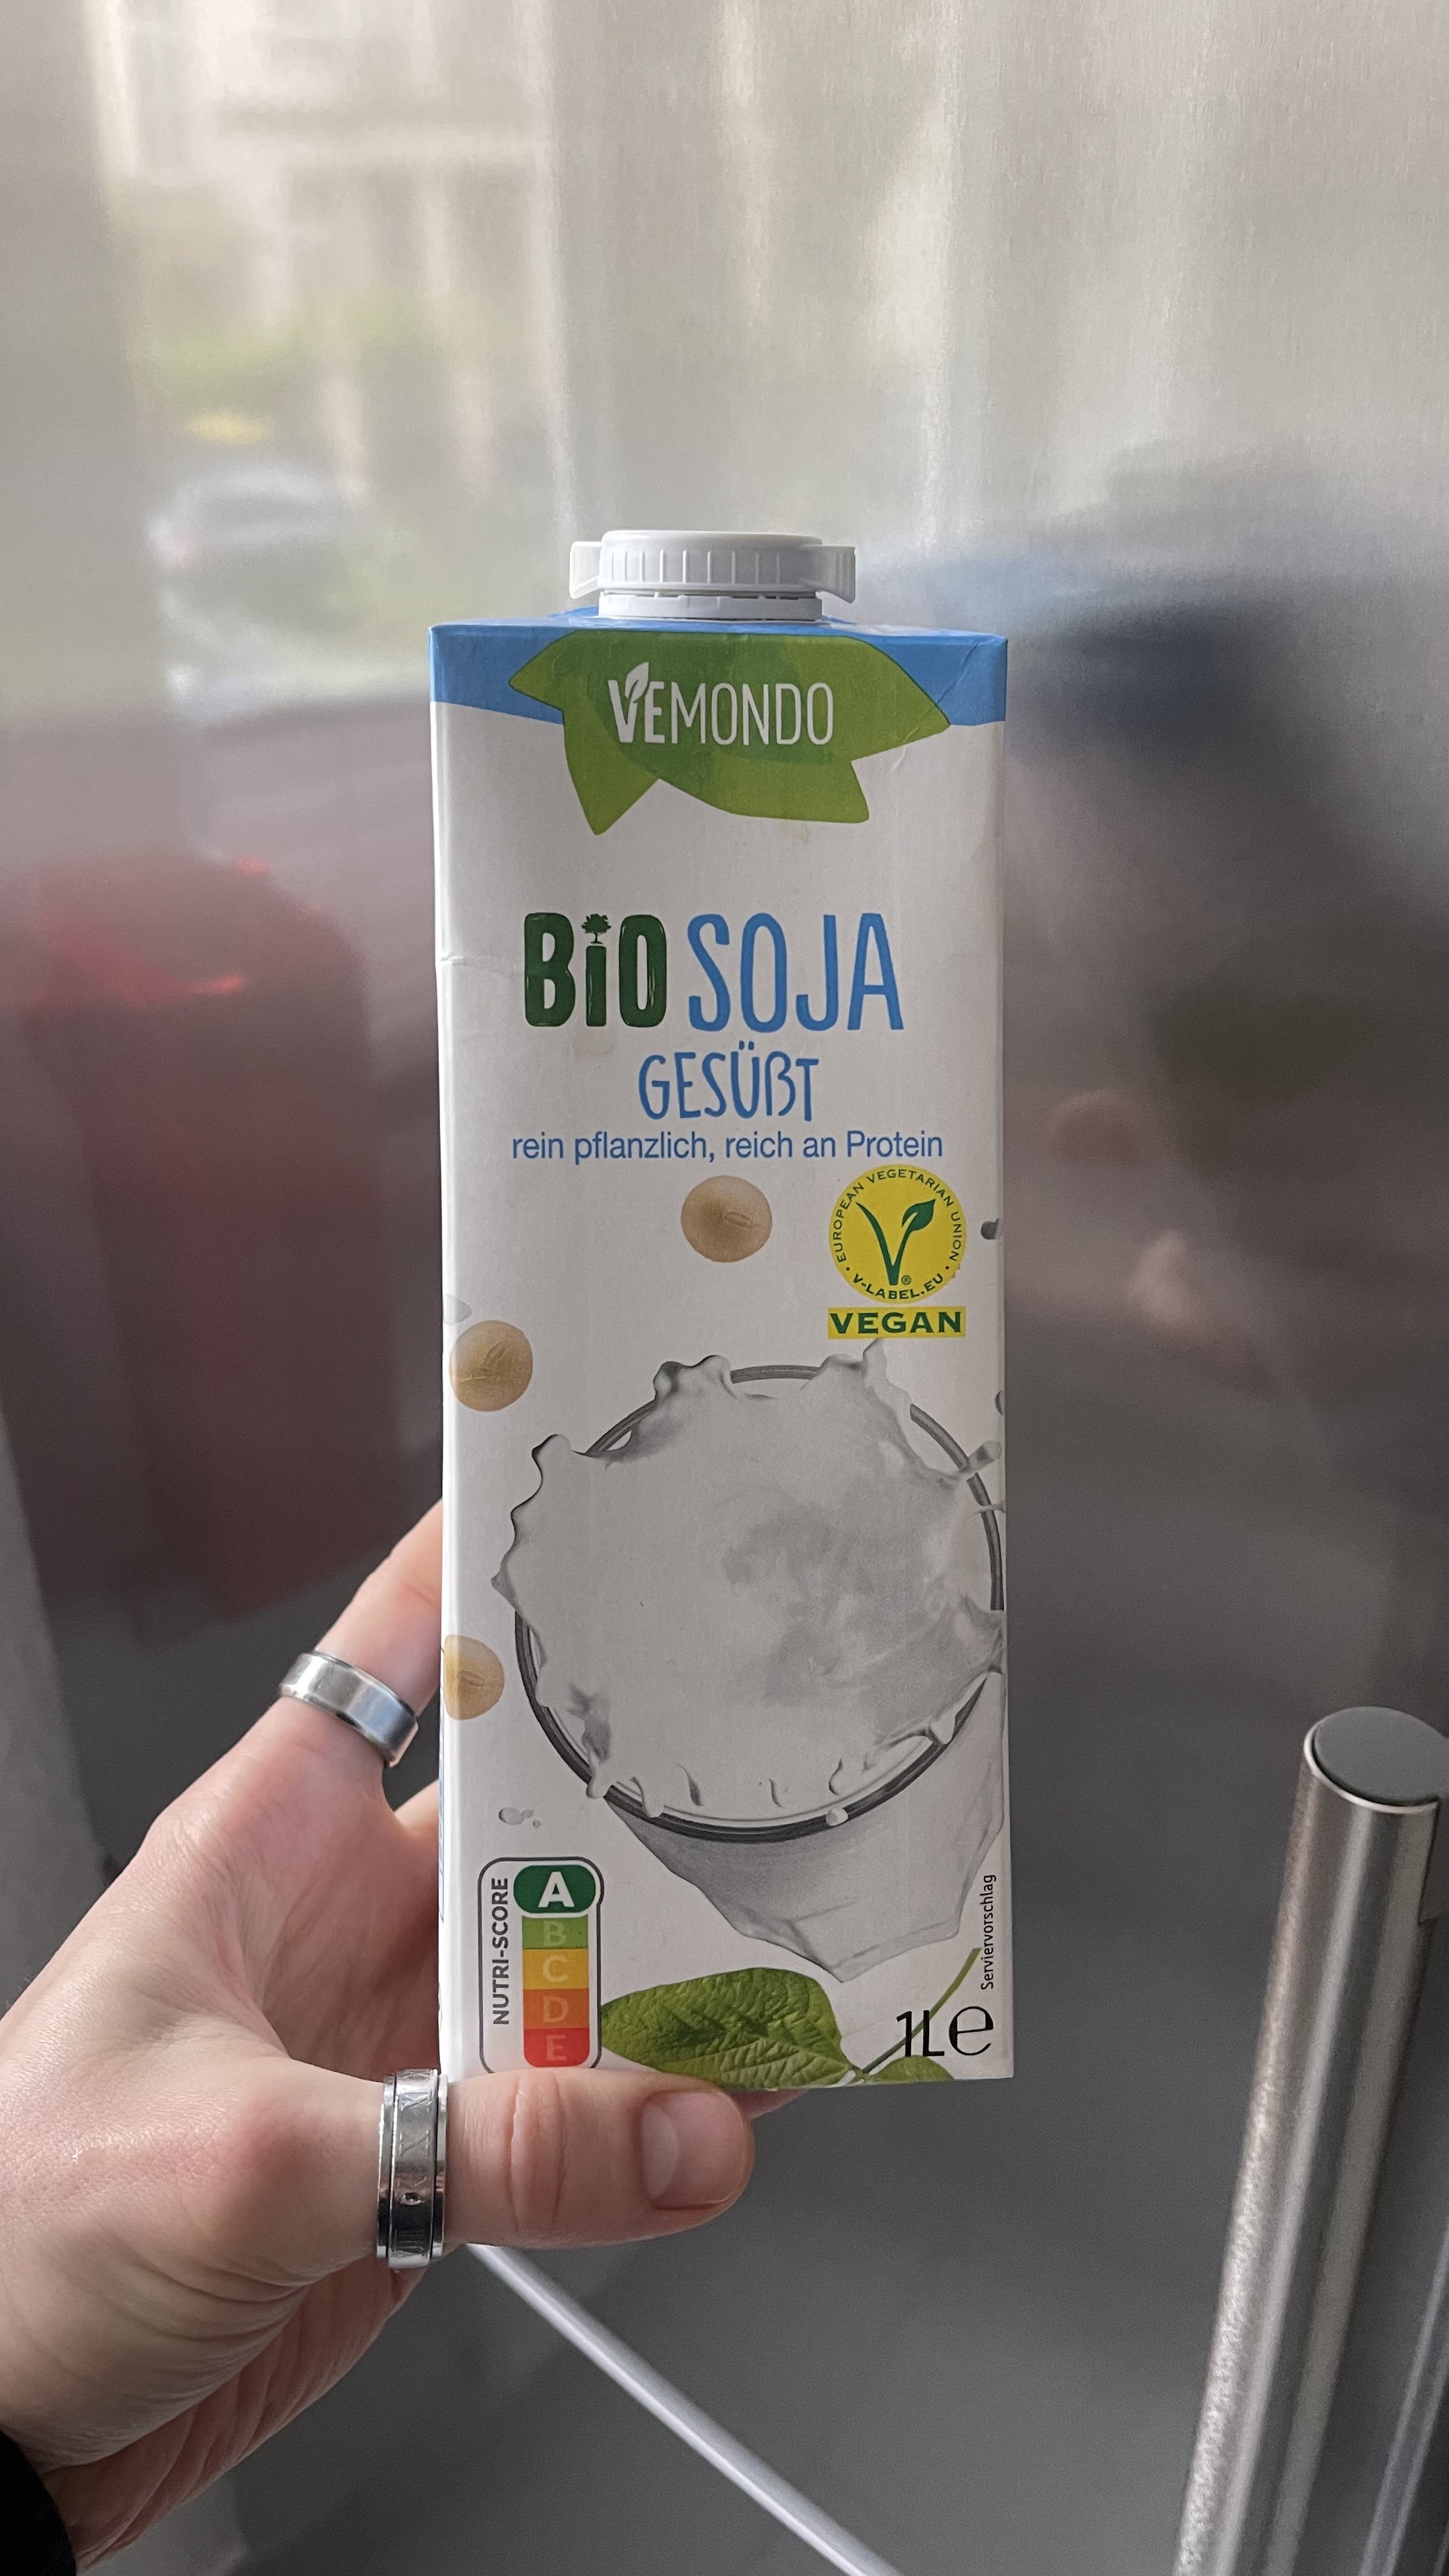 VEMONDO
BiO SOJA
GESÜßT
rein pflanzlich, reich an Protein
EUROPEAN VEGETARIAN UNION
• V-LABEL.EU •
®
VEGAN
NUTRI-SCORE
A
B
C
D
E
Serviervorschlag
1L℮